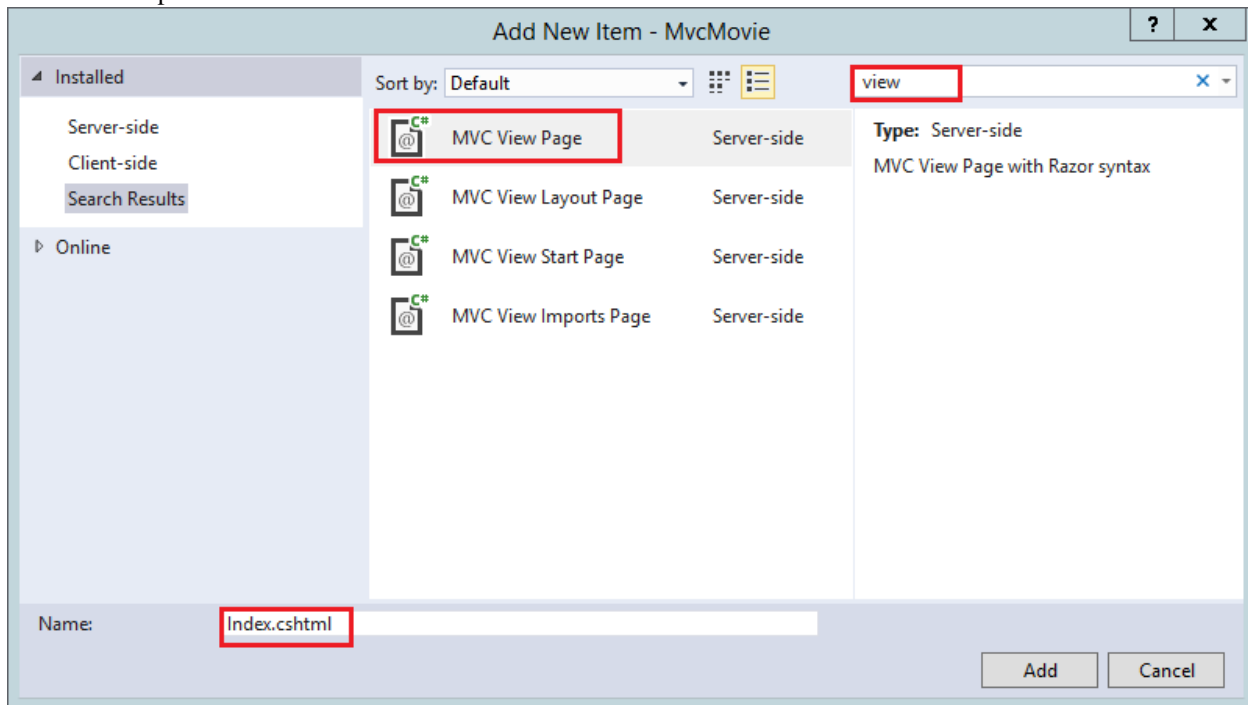 Add New Item - MvcMovie
? x
Installed
Server-side
Client-side
Search Results
Online
Sort by: Default
view
C# @ MVC View Page Server-side
C# @ MVC View Layout Page Server-side
C# @ MVC View Start Page Server-side
C# @ MVC View Imports Page Server-side
Type: Server-side
MVC View Page with Razor syntax
Name: Index.cshtml
Add Cancel